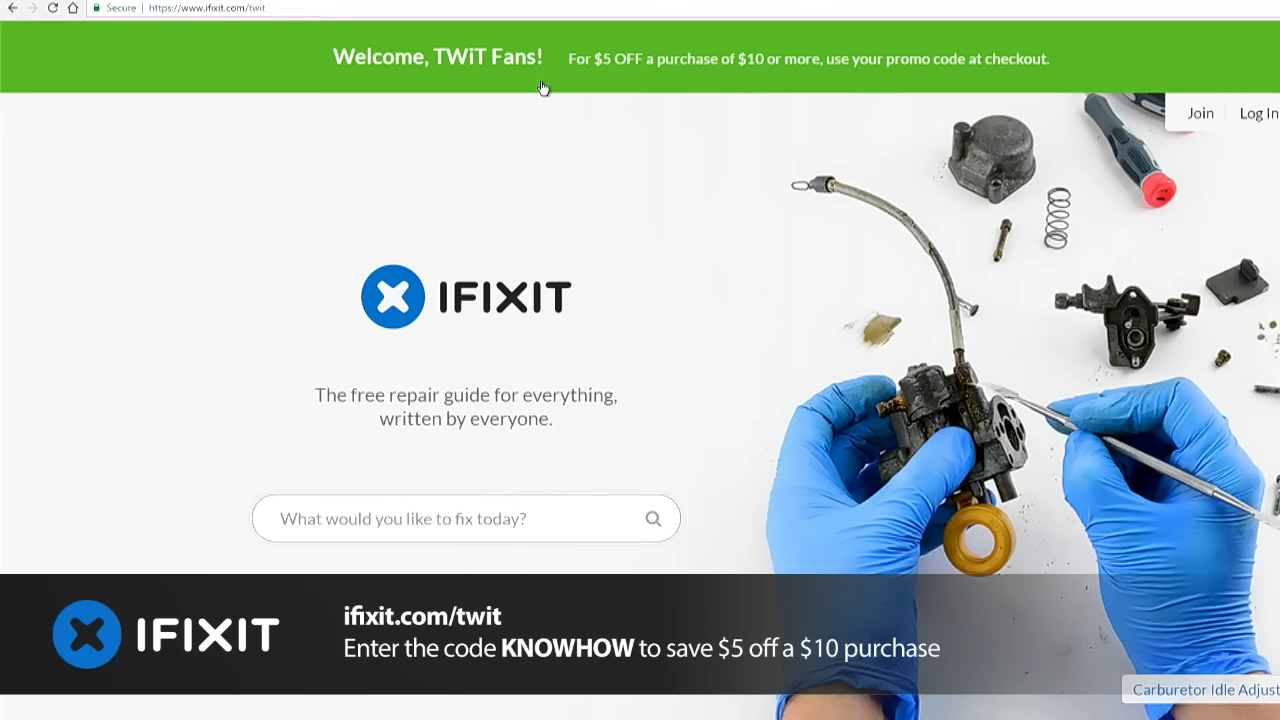 Secure | https://www.ifixit.com/twit
Welcome, TWiT Fans! For $5 OFF a purchase of $10 or more, use your promo code at checkout.
Join Log In
IFIXIT
The free repair guide for everything,
written by everyone.
What would you like to fix today?
IFIXIT
ifixit.com/twit
Enter the code KNOWHOW to save $5 off a $10 purchase
Carburetor Idle Adjust